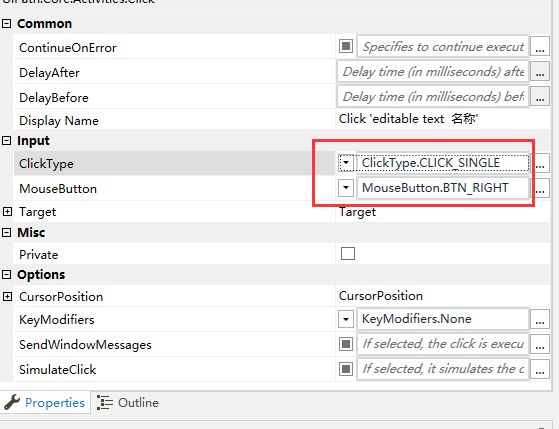 UiPath.Core.Activities.Click
Common
ContinueOnError Specifies to continue execut ...
DelayAfter Delay time (in milliseconds) afte ...
DelayBefore Delay time (in milliseconds) bef ...
Display Name Click 'editable text 名称'
Input
ClickType ClickType.CLICK_SINGLE ...
MouseButton MouseButton.BTN_RIGHT ...
Target Target
Misc
Private
Options
CursorPosition CursorPosition
KeyModifiers KeyModifiers.None ...
SendWindowMessages If selected, the click is execu ...
SimulateClick If selected, it simulates the c ...
Properties Outline